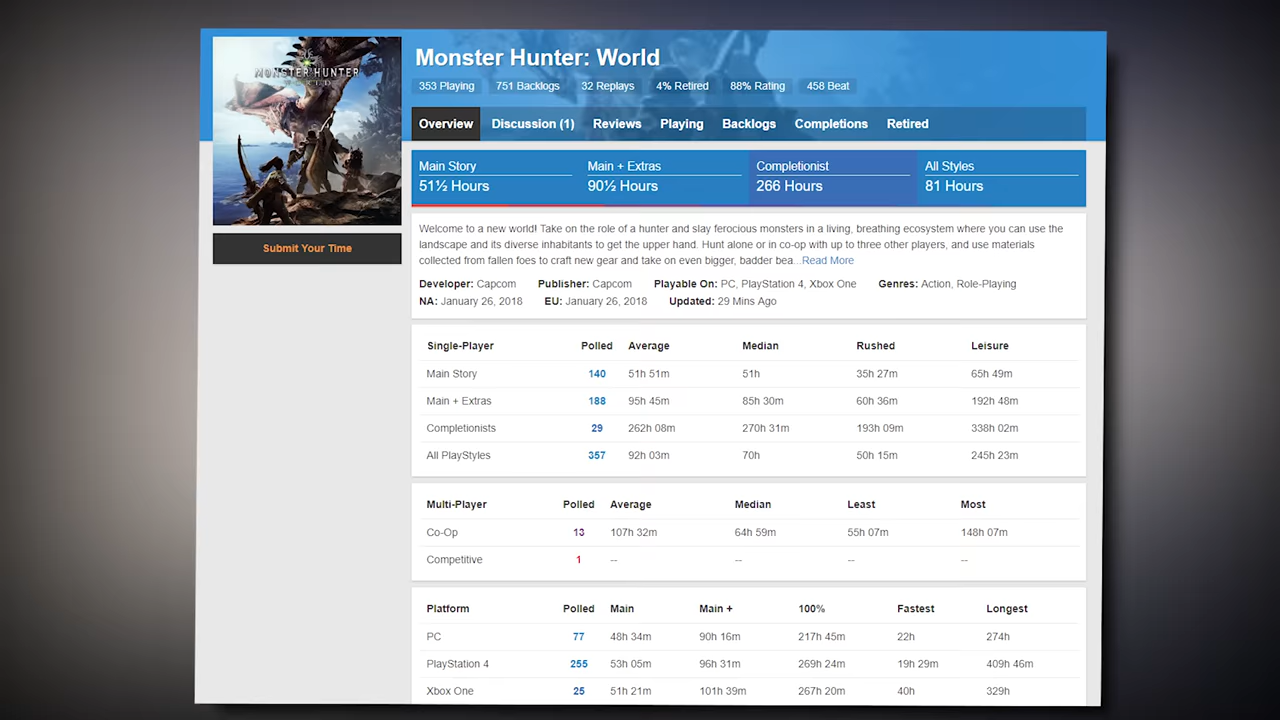 MONSTER HUNTER
WORLD
Monster Hunter: World
353 Playing 751 Backlogs 32 Replays 4% Retired 88% Rating 458 Beat
Overview Discussion (1) Reviews Playing Backlogs Completions Retired
Main Story Main + Extras Completionist All Styles
51½ Hours 90½ Hours 266 Hours 81 Hours
Submit Your Time
Welcome to a new world! Take on the role of a hunter and slay ferocious monsters in a living, breathing ecosystem where you can use the
landscape and its diverse inhabitants to get the upper hand. Hunt alone or in co-op with up to three other players, and use materials
collected from fallen foes to craft new gear and take on even bigger, badder bea...Read More
Developer: Capcom Publisher: Capcom Playable On: PC, PlayStation 4, Xbox One Genres: Action, Role-Playing
NA: January 26, 2018 EU: January 26, 2018 Updated: 29 Mins Ago
Single-Player Polled Average Median Rushed Leisure
Main Story 140 51h 51m 51h 35h 27m 65h 49m
Main + Extras 188 95h 45m 85h 30m 60h 36m 192h 48m
Completionists 29 262h 08m 270h 31m 193h 09m 338h 02m
All PlayStyles 357 92h 03m 70h 50h 15m 245h 23m
Multi-Player Polled Average Median Least Most
Co-Op 13 107h 32m 64h 59m 55h 07m 148h 07m
Competitive 1 -- -- -- --
Platform Polled Main Main + 100% Fastest Longest
PC 77 48h 34m 90h 16m 217h 45m 22h 274h
PlayStation 4 255 53h 05m 96h 31m 269h 24m 19h 29m 409h 46m
Xbox One 25 51h 21m 101h 39m 267h 20m 40h 329h